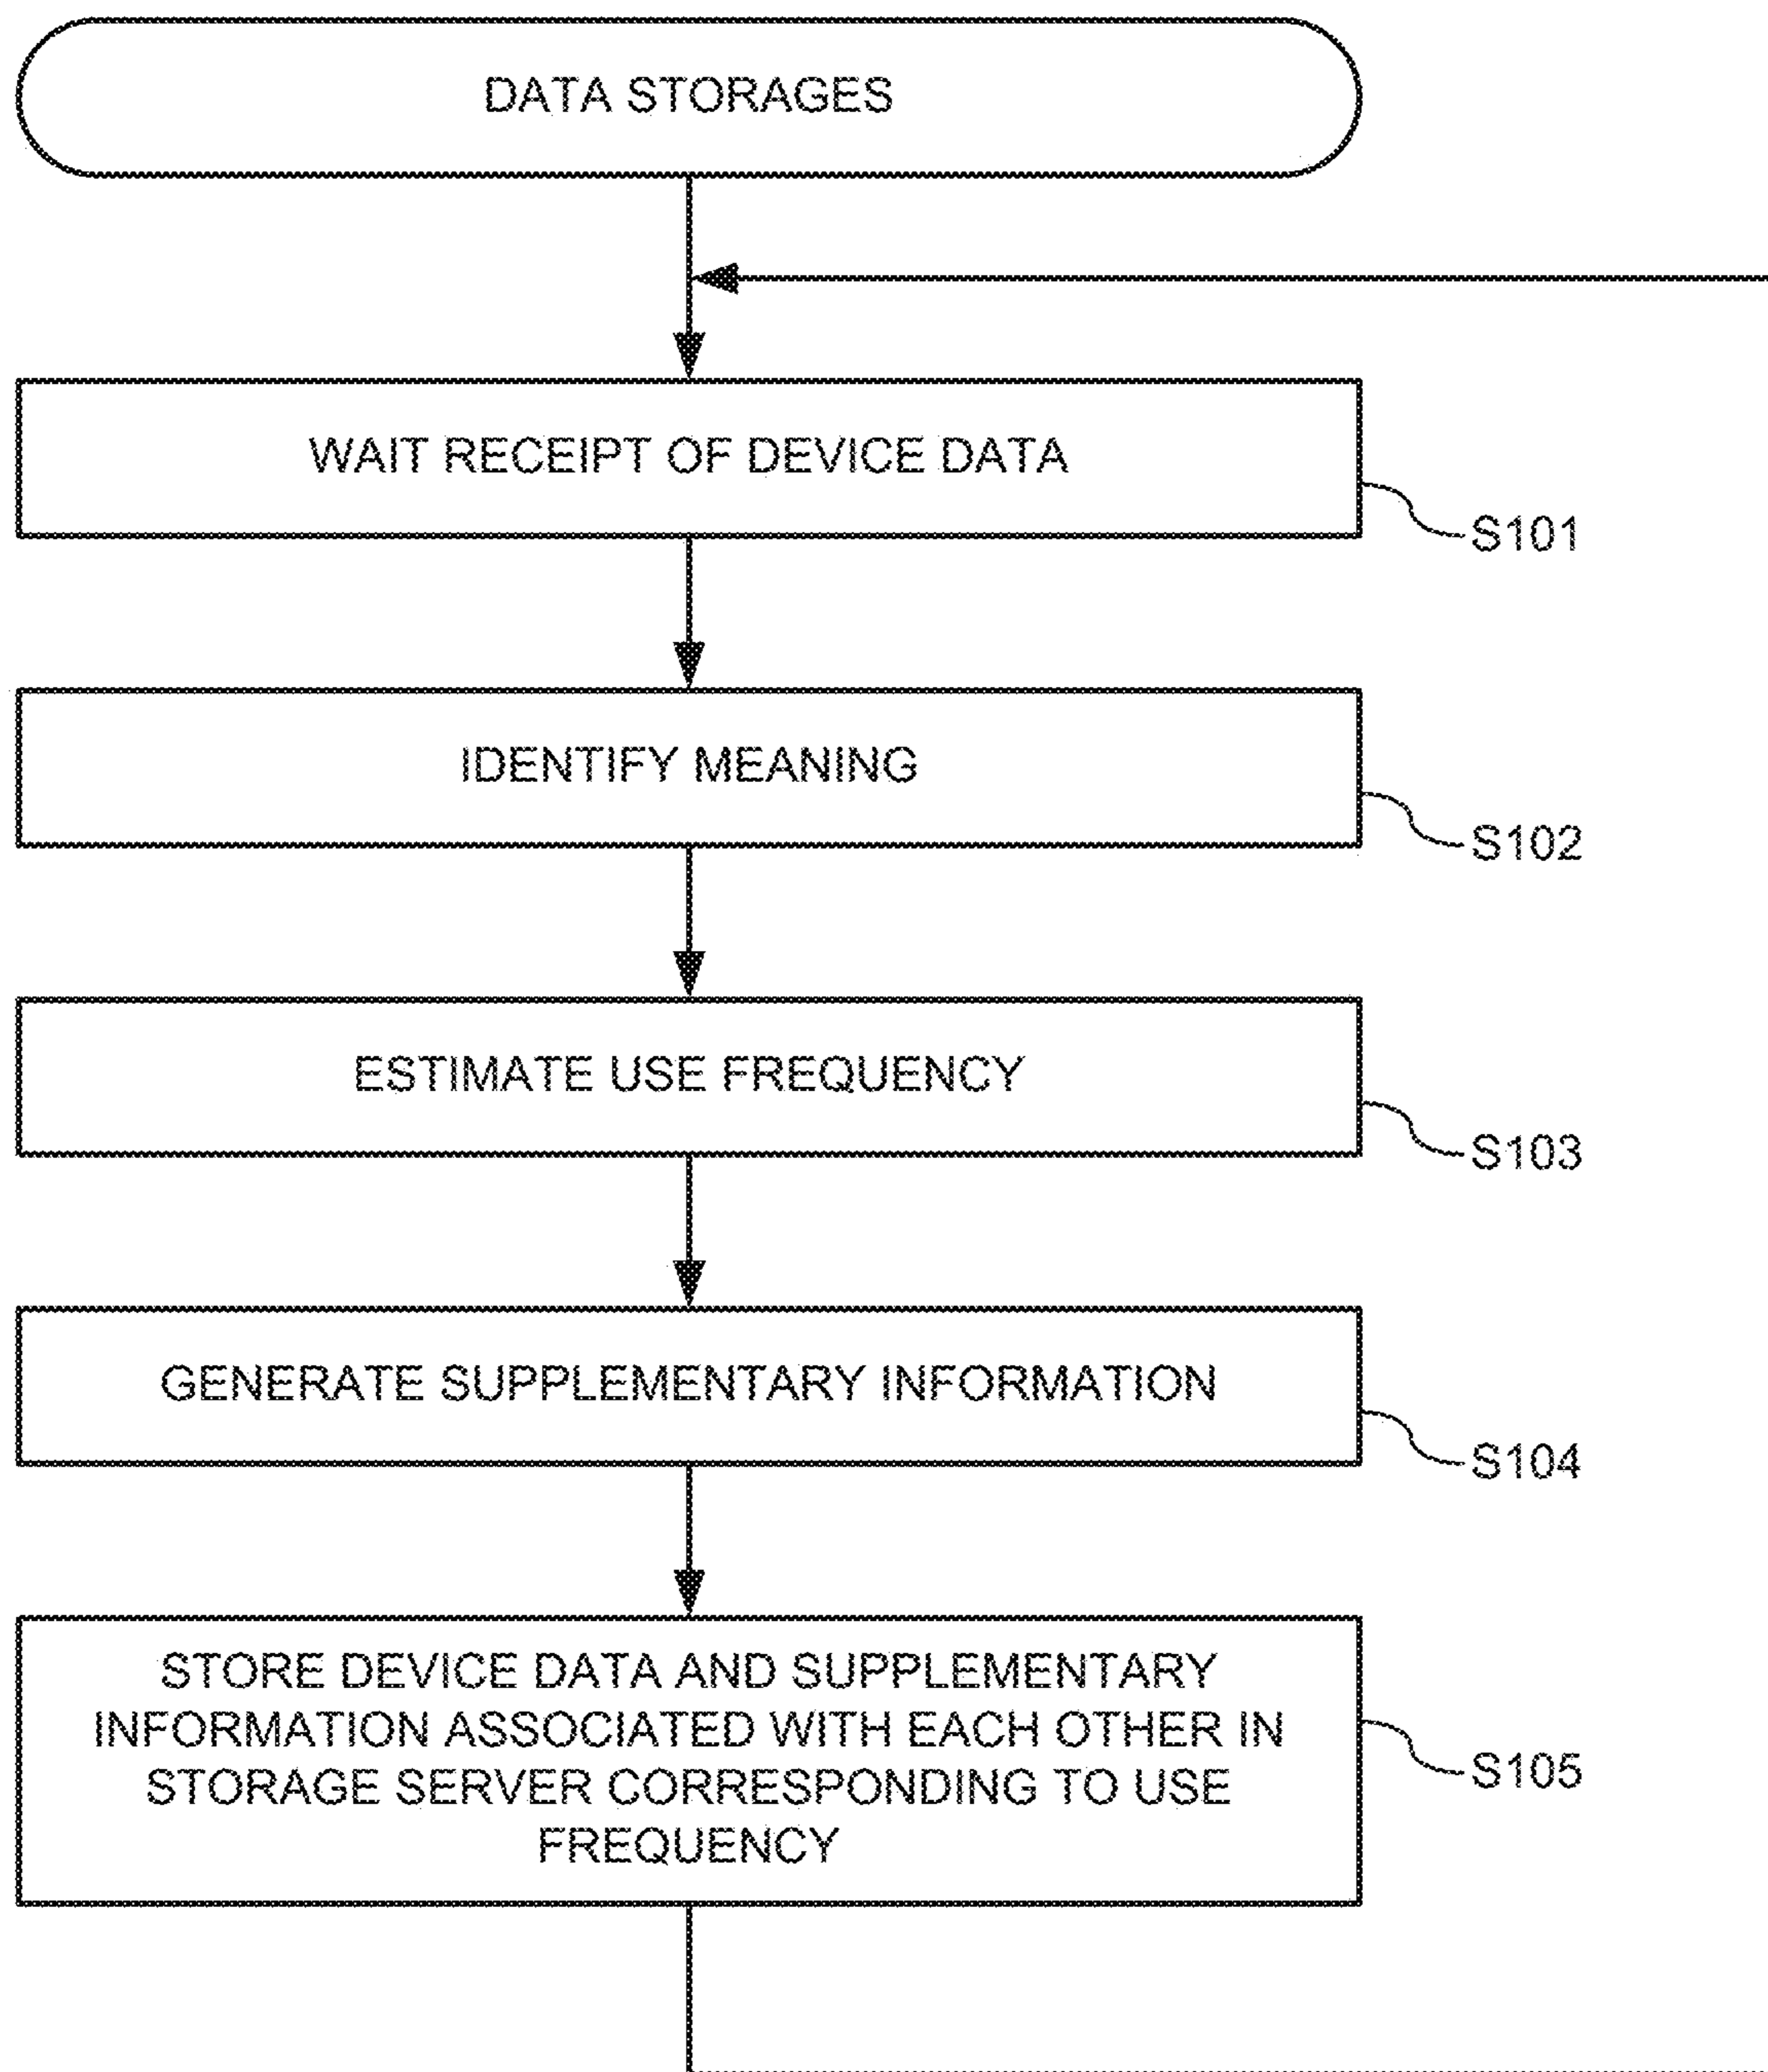 DATA STORAGES
WAIT RECEIPT OF DEVICE DATA
S101
IDENTIFY MEANING
S102
ESTIMATE USE FREQUENCY
S103
GENERATE SUPPLEMENTARY INFORMATION
S104
STORE DEVICE DATA AND SUPPLEMENTARY
INFORMATION ASSOCIATED WITH EACH OTHER IN
STORAGE SERVER CORRESPONDING TO USE
FREQUENCY
S105